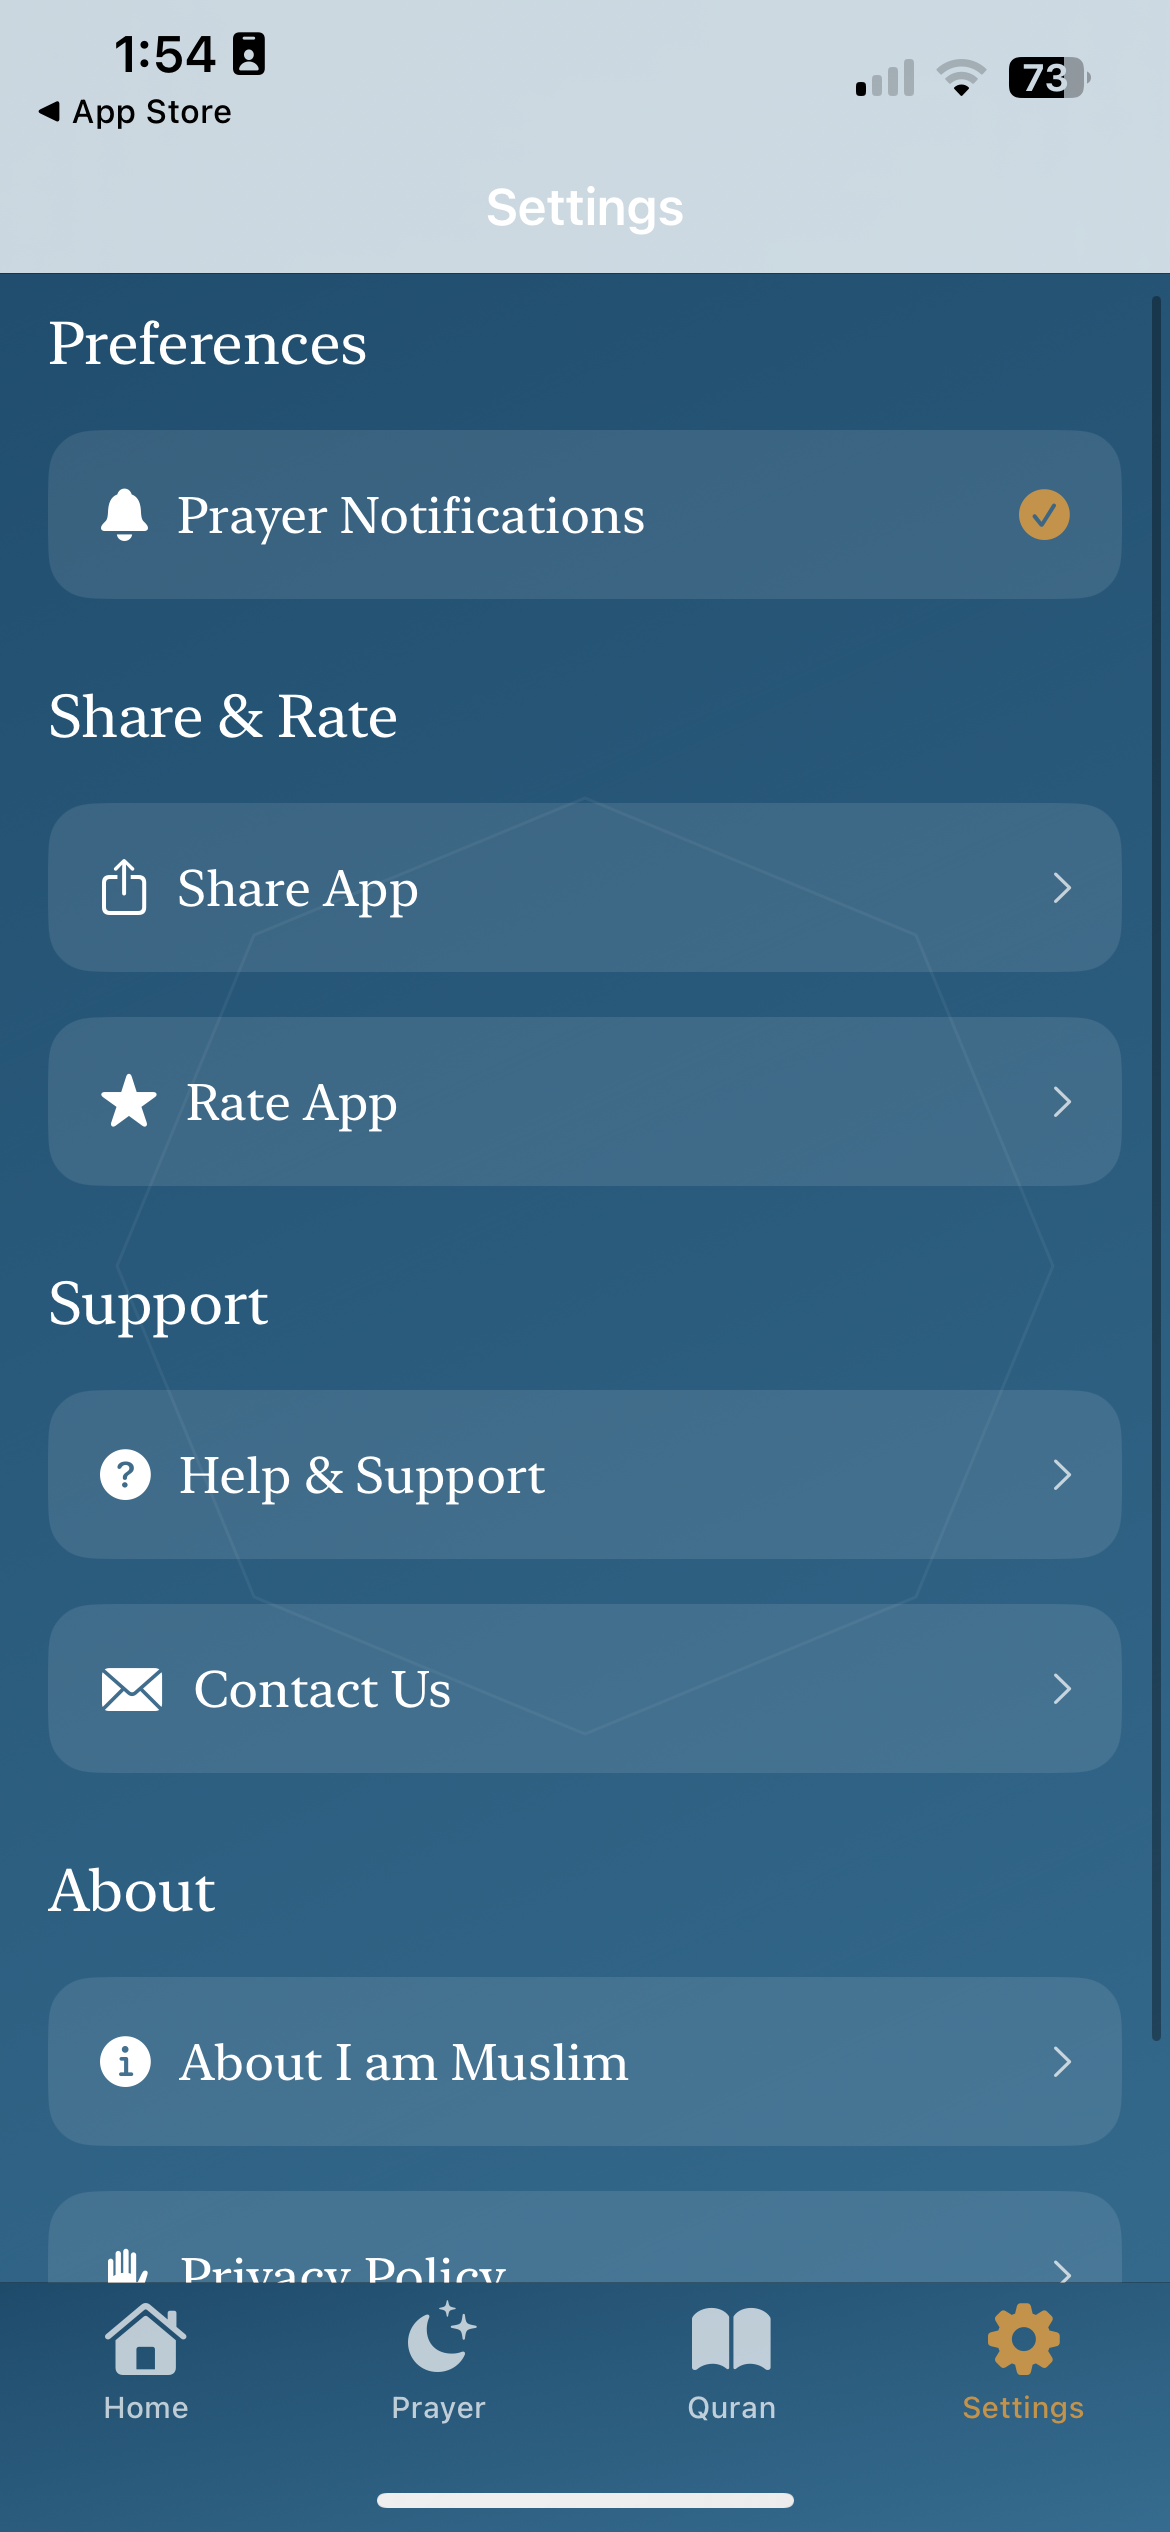 1:54
App Store
73
Settings
Preferences
Prayer Notifications
Share & Rate
Share App
Rate App
Support
Help & Support
Contact Us
About
About I am Muslim
Privacy Policy
Home
Prayer
Quran
Settings